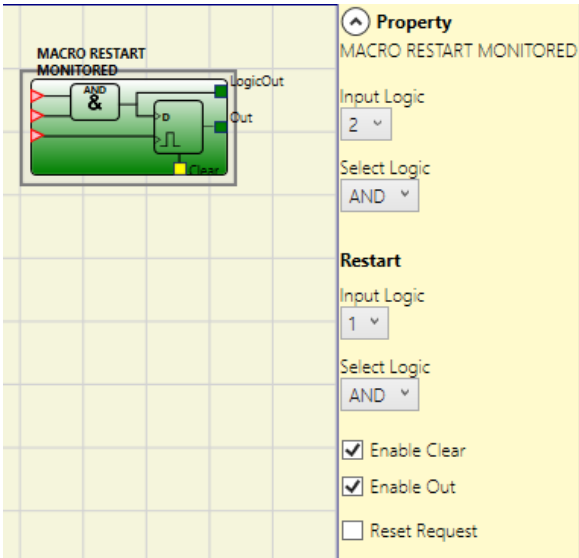 MACRO RESTART
MONITORED
AND
&
LogicOut
D
Out
Clear
Property
MACRO RESTART MONITORED
Input Logic
2
Select Logic
AND
Restart
Input Logic
1
Select Logic
AND
Enable Clear
Enable Out
Reset Request